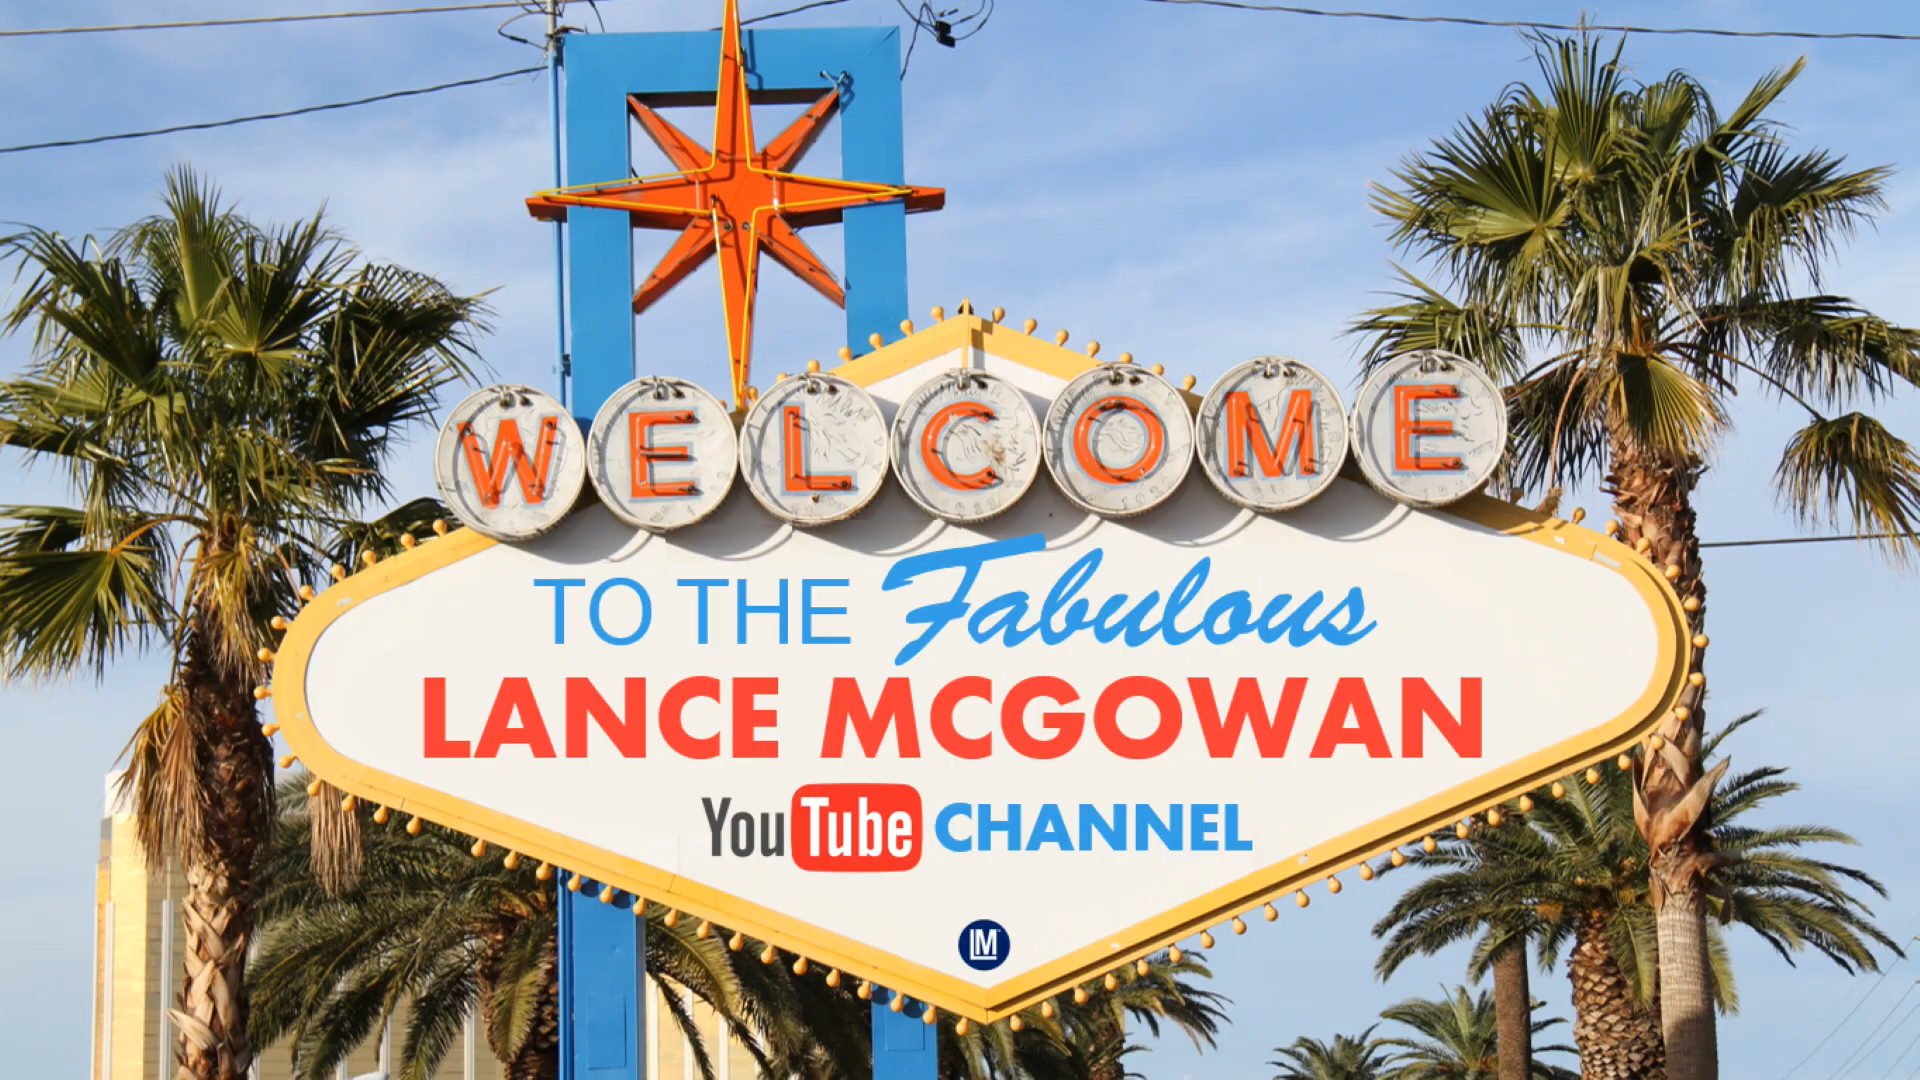 WELCOME
TO THE Fabulous
LANCE MCGOWAN
YouTube CHANNEL
LM